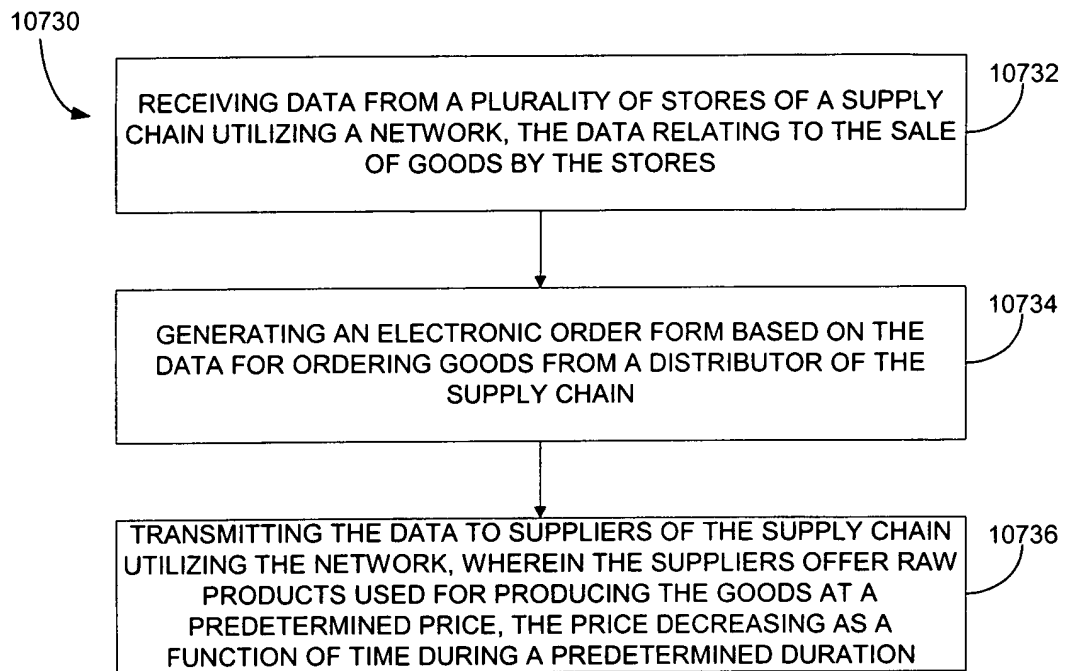 10730
RECEIVING DATA FROM A PLURALITY OF STORES OF A SUPPLY
CHAIN UTILIZING A NETWORK, THE DATA RELATING TO THE SALE
OF GOODS BY THE STORES
10732
GENERATING AN ELECTRONIC ORDER FORM BASED ON THE
DATA FOR ORDERING GOODS FROM A DISTRIBUTOR OF THE
SUPPLY CHAIN
10734
TRANSMITTING THE DATA TO SUPPLIERS OF THE SUPPLY CHAIN
UTILIZING THE NETWORK, WHEREIN THE SUPPLIERS OFFER RAW
PRODUCTS USED FOR PRODUCING THE GOODS AT A
PREDETERMINED PRICE, THE PRICE DECREASING AS A
FUNCTION OF TIME DURING A PREDETERMINED DURATION
10736